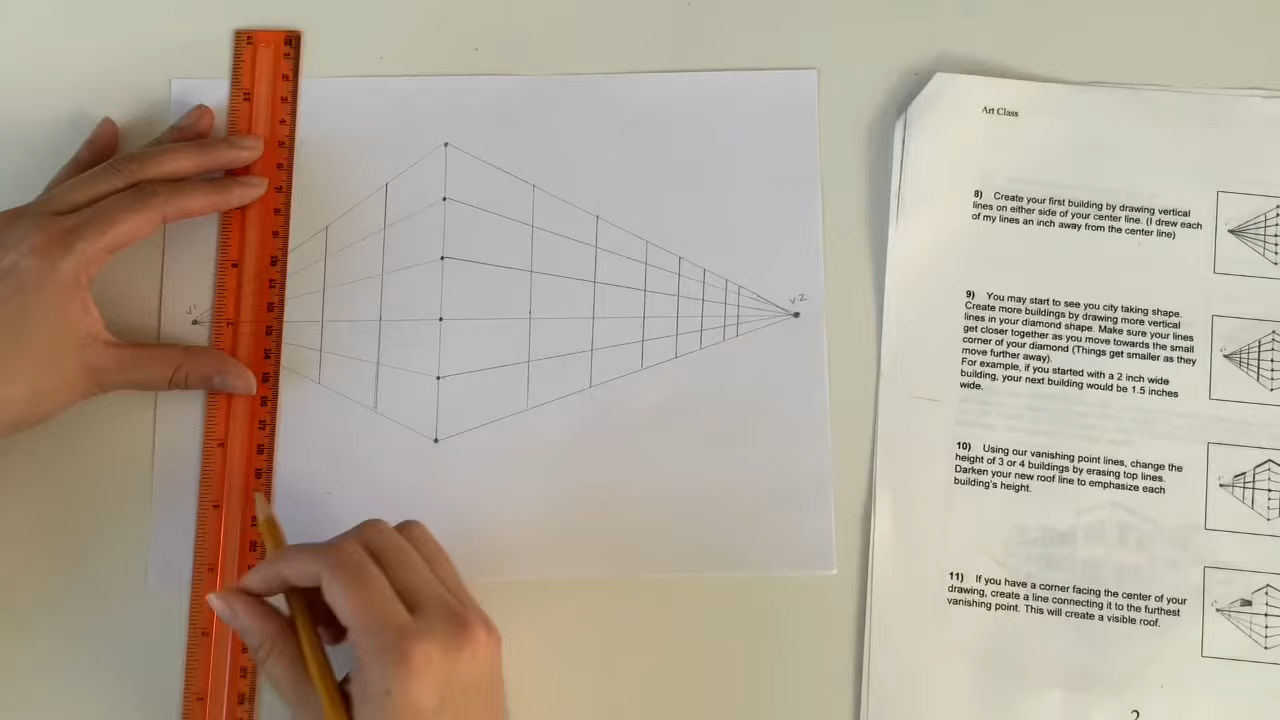 Art Class
8) Create your first building by drawing vertical
lines on either side of your center line. (I drew each
of my lines an inch away from the center line)
9) You may start to see you city taking shape.
Create more buildings by drawing more vertical
lines in your diamond shape. Make sure your lines
get closer together as you move towards the small
corner of your diamond (Things get smaller as they
move further away).
For example, if you started with a 2 inch wide
building, your next building would be 1.5 inches
wide.
10) Using our vanishing point lines, change the
height of 3 or 4 buildings by erasing top lines.
Darken your new roof line to emphasize each
building's height.
11) If you have a corner facing the center of your
drawing, create a line connecting it to the furthest
vanishing point. This will create a visible roof.
2
v1
v2